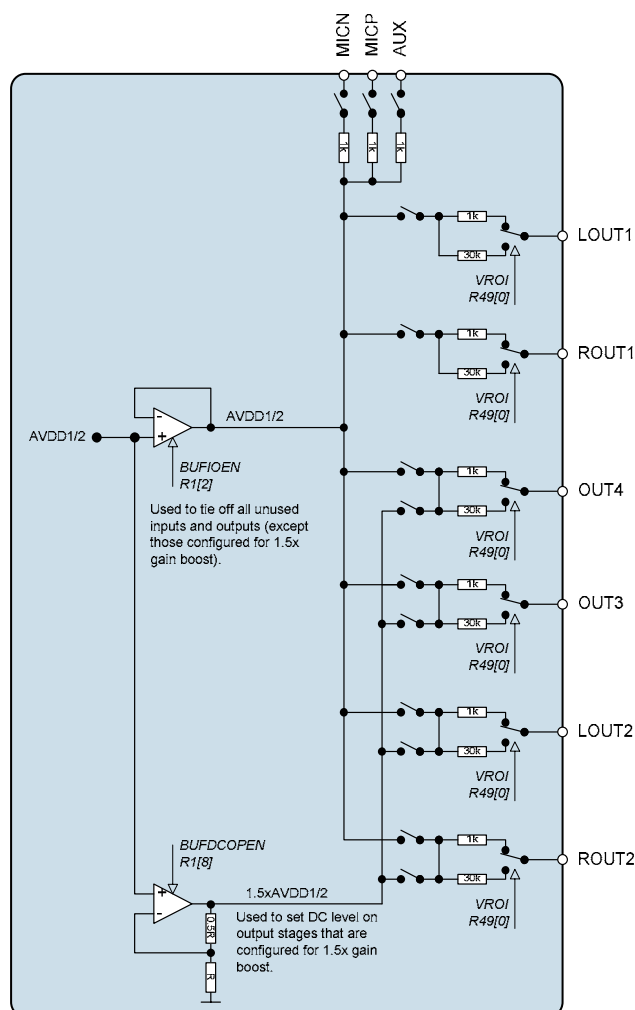 MICN
MICP
AUX
1k
1k
1k
1k
LOUT1
30k
VROI
R49[0]
1k
ROUT1
30k
VROI
R49[0]
AVDD1/2
AVDD1/2
-
+
BUFIOEN
R1[2]
Used to tie off all unused
inputs and outputs (except
those configured for 1.5x
gain boost).
1k
OUT4
30k
VROI
R49[0]
1k
OUT3
30k
VROI
R49[0]
1k
LOUT2
30k
VROI
R49[0]
1k
ROUT2
30k
VROI
R49[0]
BUFDCOPEN
R1[8]
+
-
1.5xAVDD1/2
0.5R
R
Used to set DC level on
output stages that are
configured for 1.5x gain
boost.